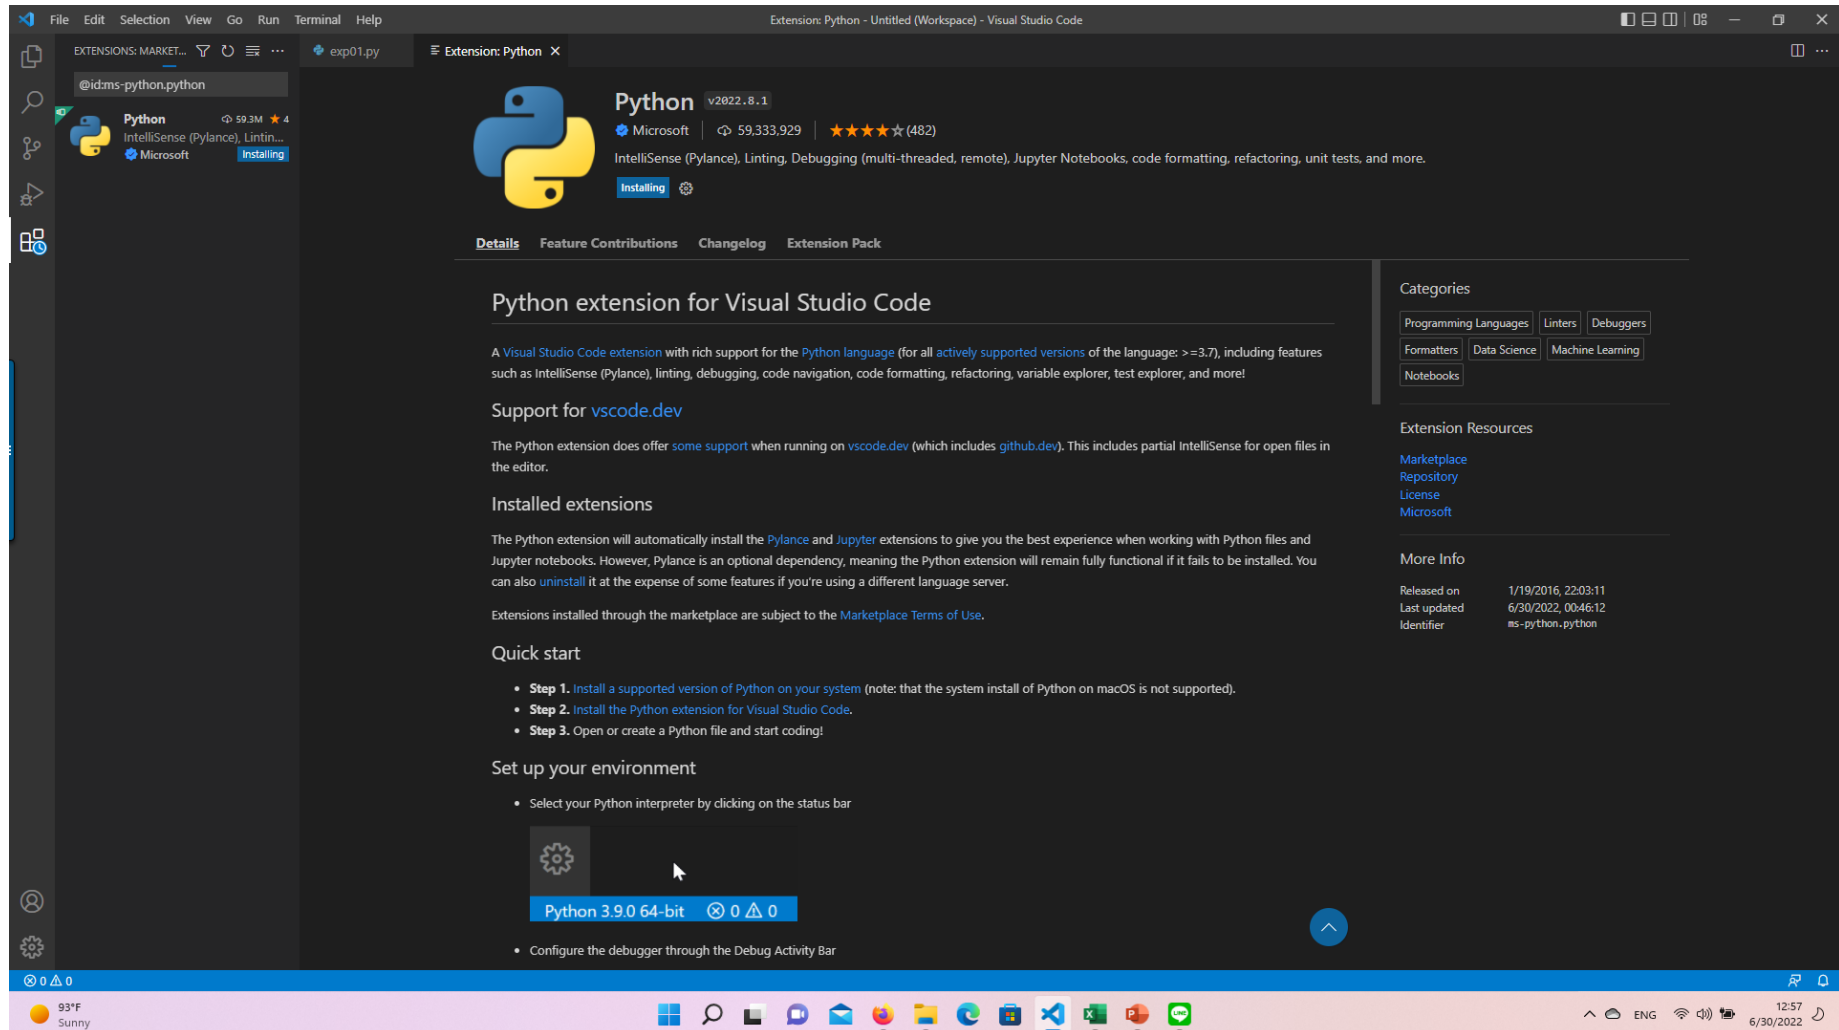 File Edit Selection View Go Run Terminal Help
Extension: Python - Untitled (Workspace) - Visual Studio Code
EXTENSIONS: MARKET...
exp01.py
Extension: Python
@id:ms-python.python
Python 59.3M ★ 4
IntelliSense (Pylance), Lintin...
Microsoft Installing
Python v2022.8.1
Microsoft 59,333,929 ★★★★☆(482)
IntelliSense (Pylance), Linting, Debugging (multi-threaded, remote), Jupyter Notebooks, code formatting, refactoring, unit tests, and more.
Installing
Details Feature Contributions Changelog Extension Pack
Python extension for Visual Studio Code
A Visual Studio Code extension with rich support for the Python language (for all actively supported versions of the language: >=3.7), including features
such as IntelliSense (Pylance), linting, debugging, code navigation, code formatting, refactoring, variable explorer, test explorer, and more!
Support for vscode.dev
The Python extension does offer some support when running on vscode.dev (which includes github.dev). This includes partial IntelliSense for open files in
the editor.
Installed extensions
The Python extension will automatically install the Pylance and Jupyter extensions to give you the best experience when working with Python files and
Jupyter notebooks. However, Pylance is an optional dependency, meaning the Python extension will remain fully functional if it fails to be installed. You
can also uninstall it at the expense of some features if you're using a different language server.
Extensions installed through the marketplace are subject to the Marketplace Terms of Use.
Quick start
• Step 1. Install a supported version of Python on your system (note: that the system install of Python on macOS is not supported).
• Step 2. Install the Python extension for Visual Studio Code.
• Step 3. Open or create a Python file and start coding!
Set up your environment
• Select your Python interpreter by clicking on the status bar
Python 3.9.0 64-bit 0 0
• Configure the debugger through the Debug Activity Bar
Categories
Programming Languages Linters Debuggers
Formatters Data Science Machine Learning
Notebooks
Extension Resources
Marketplace
Repository
License
Microsoft
More Info
Released on 1/19/2016, 22:03:11
Last updated 6/30/2022, 00:46:12
Identifier ms-python.python
0 0
93°F
Sunny
LINE
ENG
12:57
6/30/2022